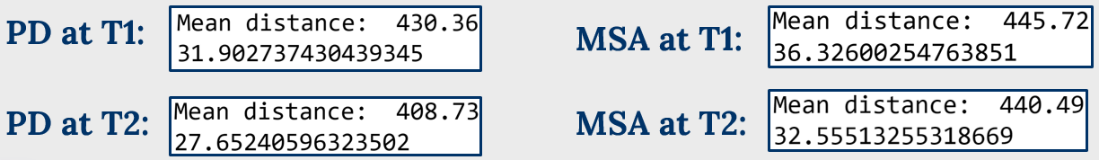 PD at T1:
Mean distance:  430.36
31.902737430439345
MSA at T1:
Mean distance:  445.72
36.32600254763851
PD at T2:
Mean distance:  408.73
27.65240596323502
MSA at T2:
Mean distance:  440.49
32.55513255318669